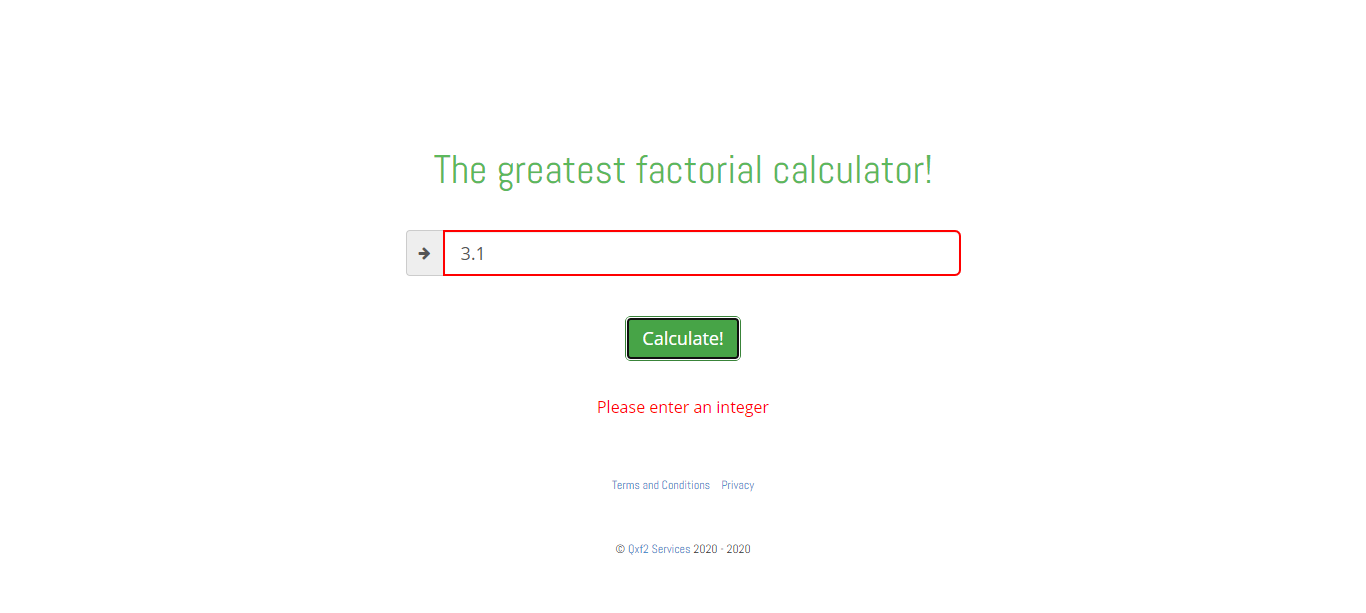 The greatest factorial calculator!
3.1
Calculate!
Please enter an integer
Terms and Conditions Privacy
© Qxf2 Services 2020 - 2020